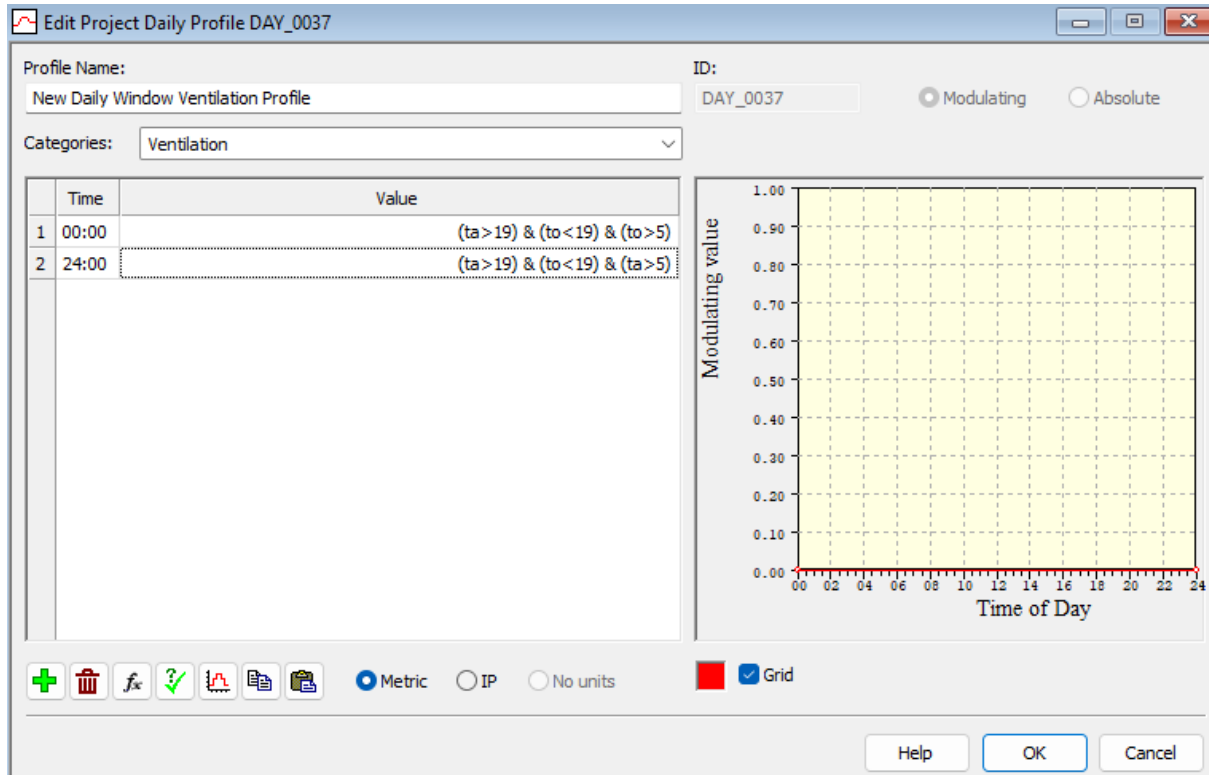 Edit Project Daily Profile DAY_0037
Profile Name:
New Daily Window Ventilation Profile
ID:
DAY_0037
Modulating
Absolute
Categories:
Ventilation
Time
Value
1 00:00 (ta>19) & (to<19) & (to>5)
2 24:00 (ta>19) & (to<19) & (ta>5)
Modulating value
1.00
0.90
0.80
0.70
0.60
0.50
0.40
0.30
0.20
0.10
0.00
00 02 04 06 08 10 12 14 16 18 20 22 24
Time of Day
fx
Metric
IP
No units
Grid
Help
OK
Cancel